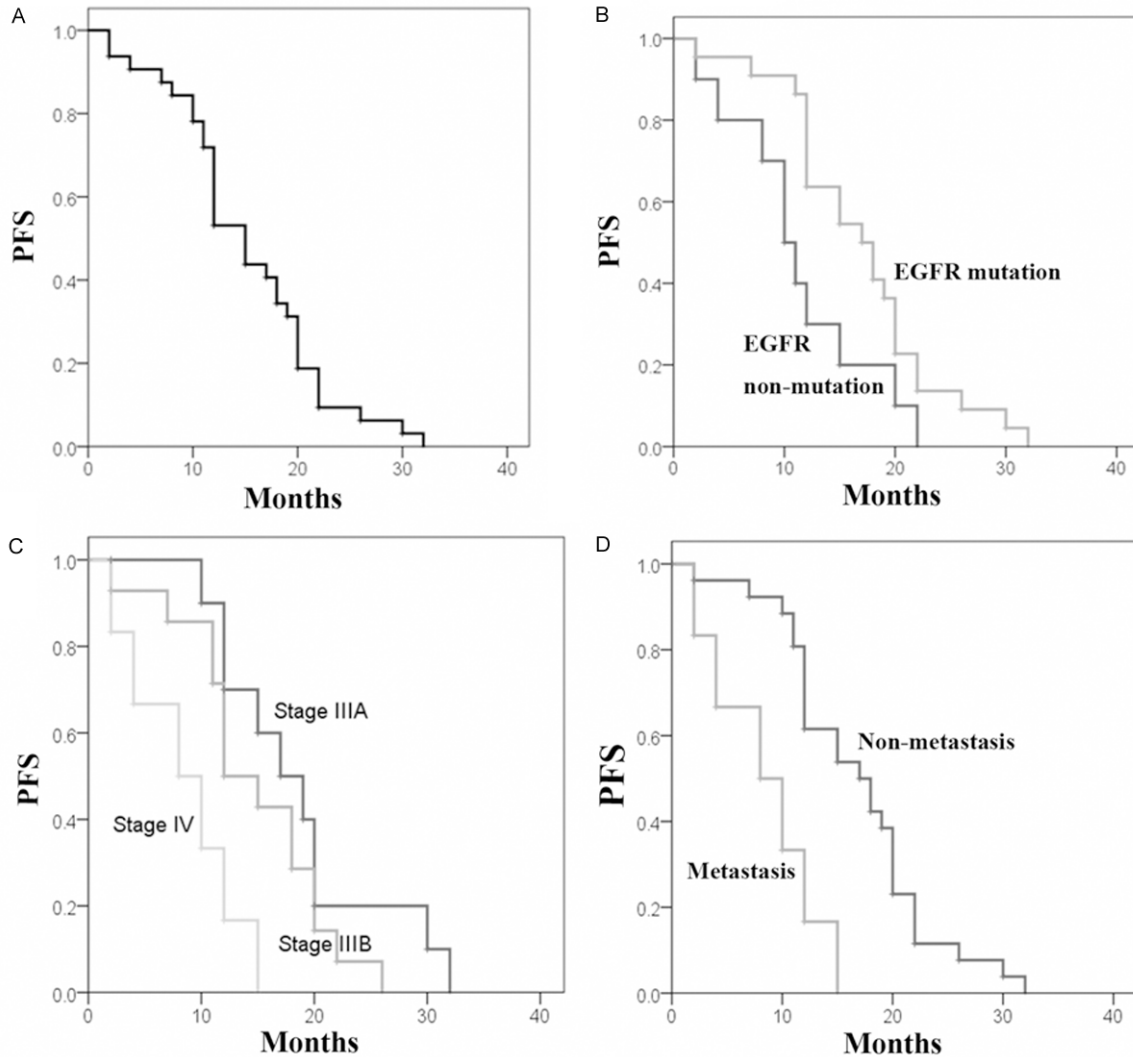 A
1.0
0.8
0.6
0.4
0.2
0.0
PFS
0 10 20 30 40
Months
B
1.0
0.8
0.6
0.4
0.2
0.0
PFS
EGFR mutation
EGFR
non-mutation
0 10 20 30 40
Months
C
1.0
0.8
0.6
0.4
0.2
0.0
PFS
Stage IIIA
Stage IV
Stage IIIB
0 10 20 30 40
Months
D
1.0
0.8
0.6
0.4
0.2
0.0
PFS
Non-metastasis
Metastasis
0 10 20 30 40
Months